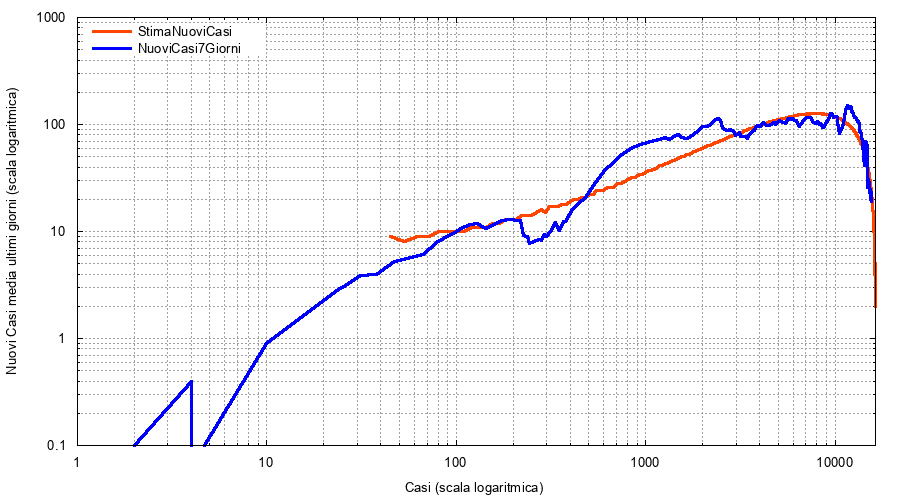 1000
StimaNuoviCasi
NuoviCasi7Giorni
100
10
1
0.1
Nuovi Casi media ultimi giorni (scala logaritmica)
1 10 100 1000 10000
Casi (scala logaritmica)